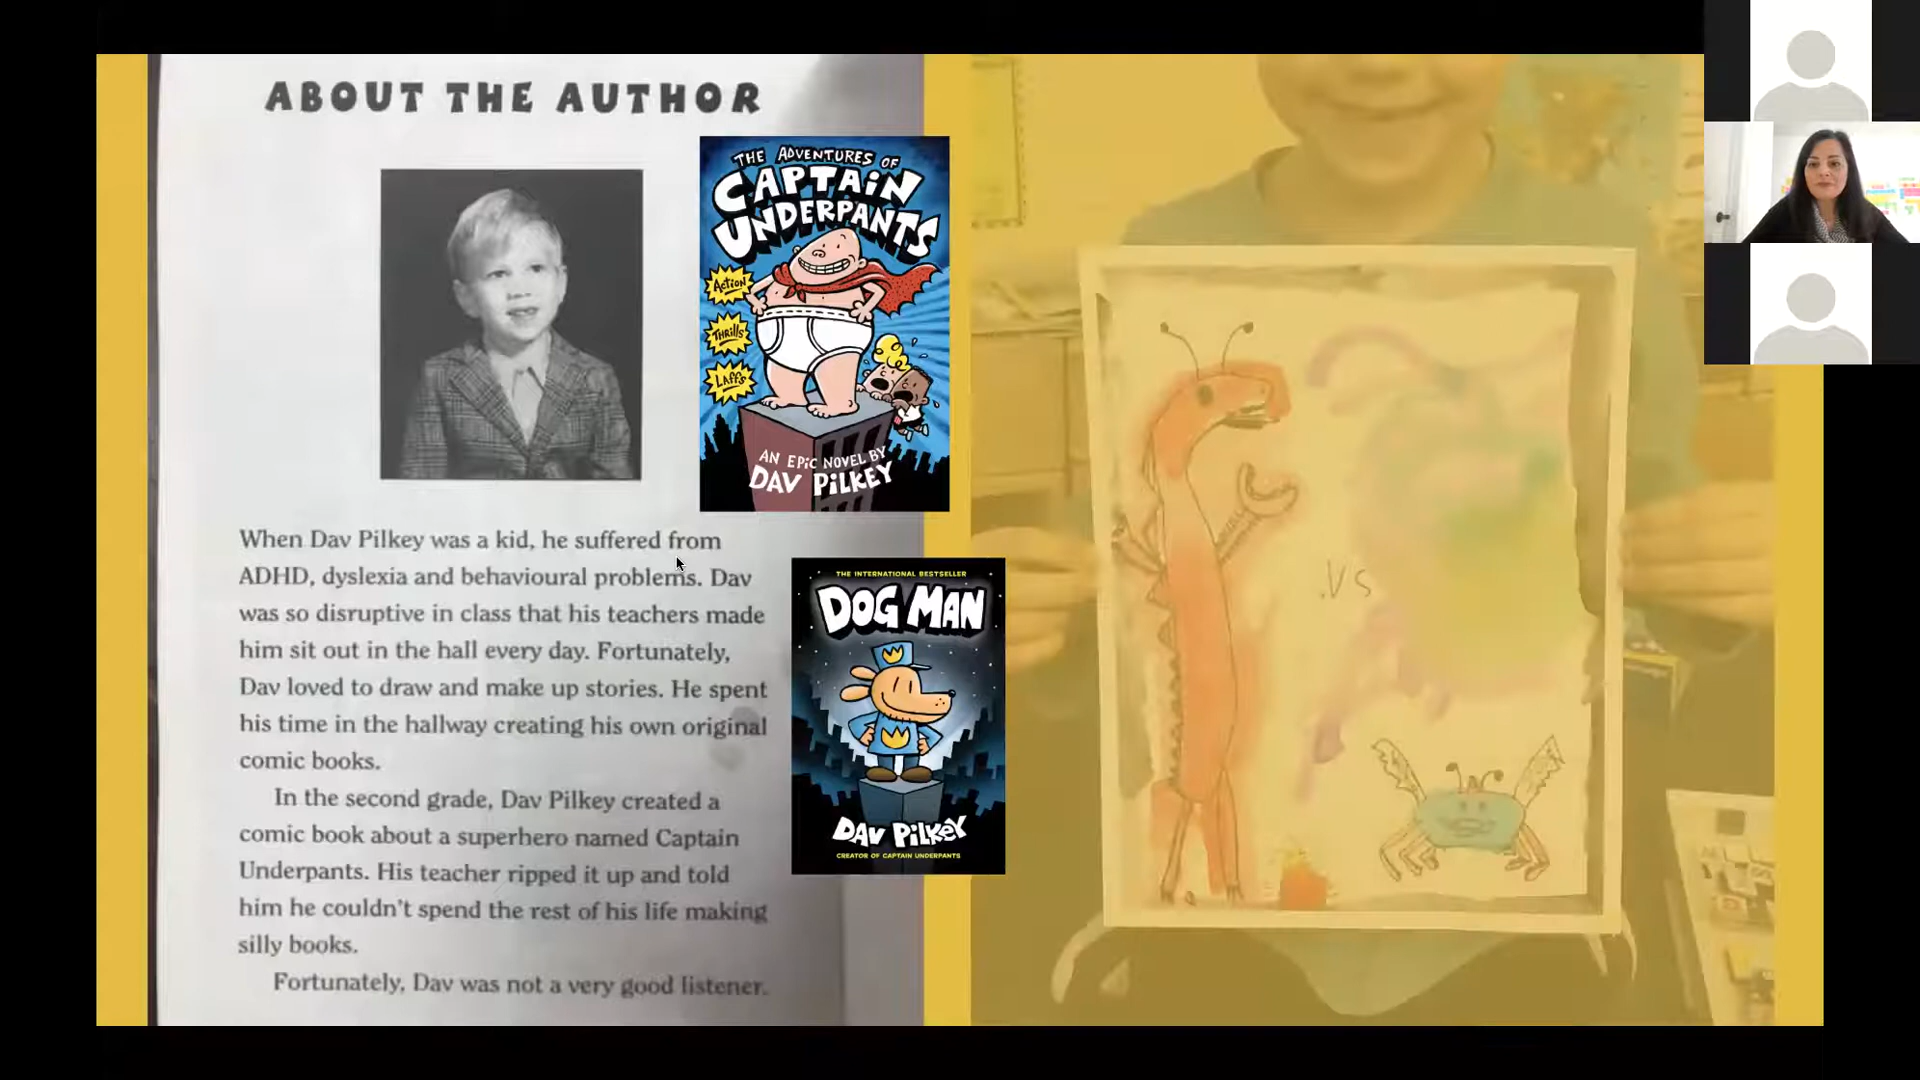 ABOUT THE AUTHOR
THE ADVENTURES OF
CAPTAIN
UNDERPANTS
ACTION
THRILLS
LAFFS
AN EPIC NOVEL BY
DAV PILKEY
When Dav Pilkey was a kid, he suffered from
ADHD, dyslexia and behavioural problems. Dav
was so disruptive in class that his teachers made
him sit out in the hall every day. Fortunately,
Dav loved to draw and make up stories. He spent
his time in the hallway creating his own original
comic books.
In the second grade, Dav Pilkey created a
comic book about a superhero named Captain
Underpants. His teacher ripped it up and told
him he couldn't spend the rest of his life making
silly books.
Fortunately, Dav was not a very good listener.
THE INTERNATIONAL BESTSELLER
DOG MAN
DAV PILKEY
CREATOR OF CAPTAIN UNDERPANTS
.VS